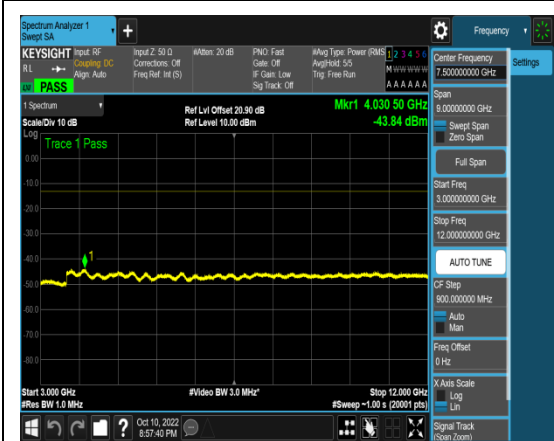 Spectrum Analyzer 1
Swept SA
+
Frequency
KEYSIGHT
Input: RF
Input Z: 50 Ω
#Atten: 20 dB
PNO: Fast
#Avg Type: Power (RMS
1 2 3 4 5 6
RL
Coupling: DC
Corrections: Off
Gate: Off
Avg|Hold: 5/5
M W W W W W
Align: Auto
Freq Ref: Int (S)
IF Gain: Low
Trig: Free Run
Sig Track: Off
A A A A A A
PASS
1 Spectrum
Ref Lvl Offset 20.90 dB
Mkr1 4.030 50 GHz
Scale/Div 10 dB
Ref Level 10.00 dBm
-43.84 dBm
Log
Trace 1 Pass
0.00
-10.0
-20.0
-30.0
1
-40.0
-50.0
-60.0
-70.0
-80.0
Start 3.000 GHz
#Video BW 3.0 MHz*
Stop 12.000 GHz
#Res BW 1.0 MHz
#Sweep ~1.00 s (20001 pts)
?
Oct 10, 2022
8:57:40 PM
Center Frequency
7.500000000 GHz
Settings
Span
9.00000000 GHz
Swept Span
Zero Span
Full Span
Start Freq
3.000000000 GHz
Stop Freq
12.000000000 GHz
AUTO TUNE
CF Step
900.000000 MHz
Auto
Man
Freq Offset
0 Hz
X Axis Scale
Log
Lin
Signal Track
(Span Zoom)